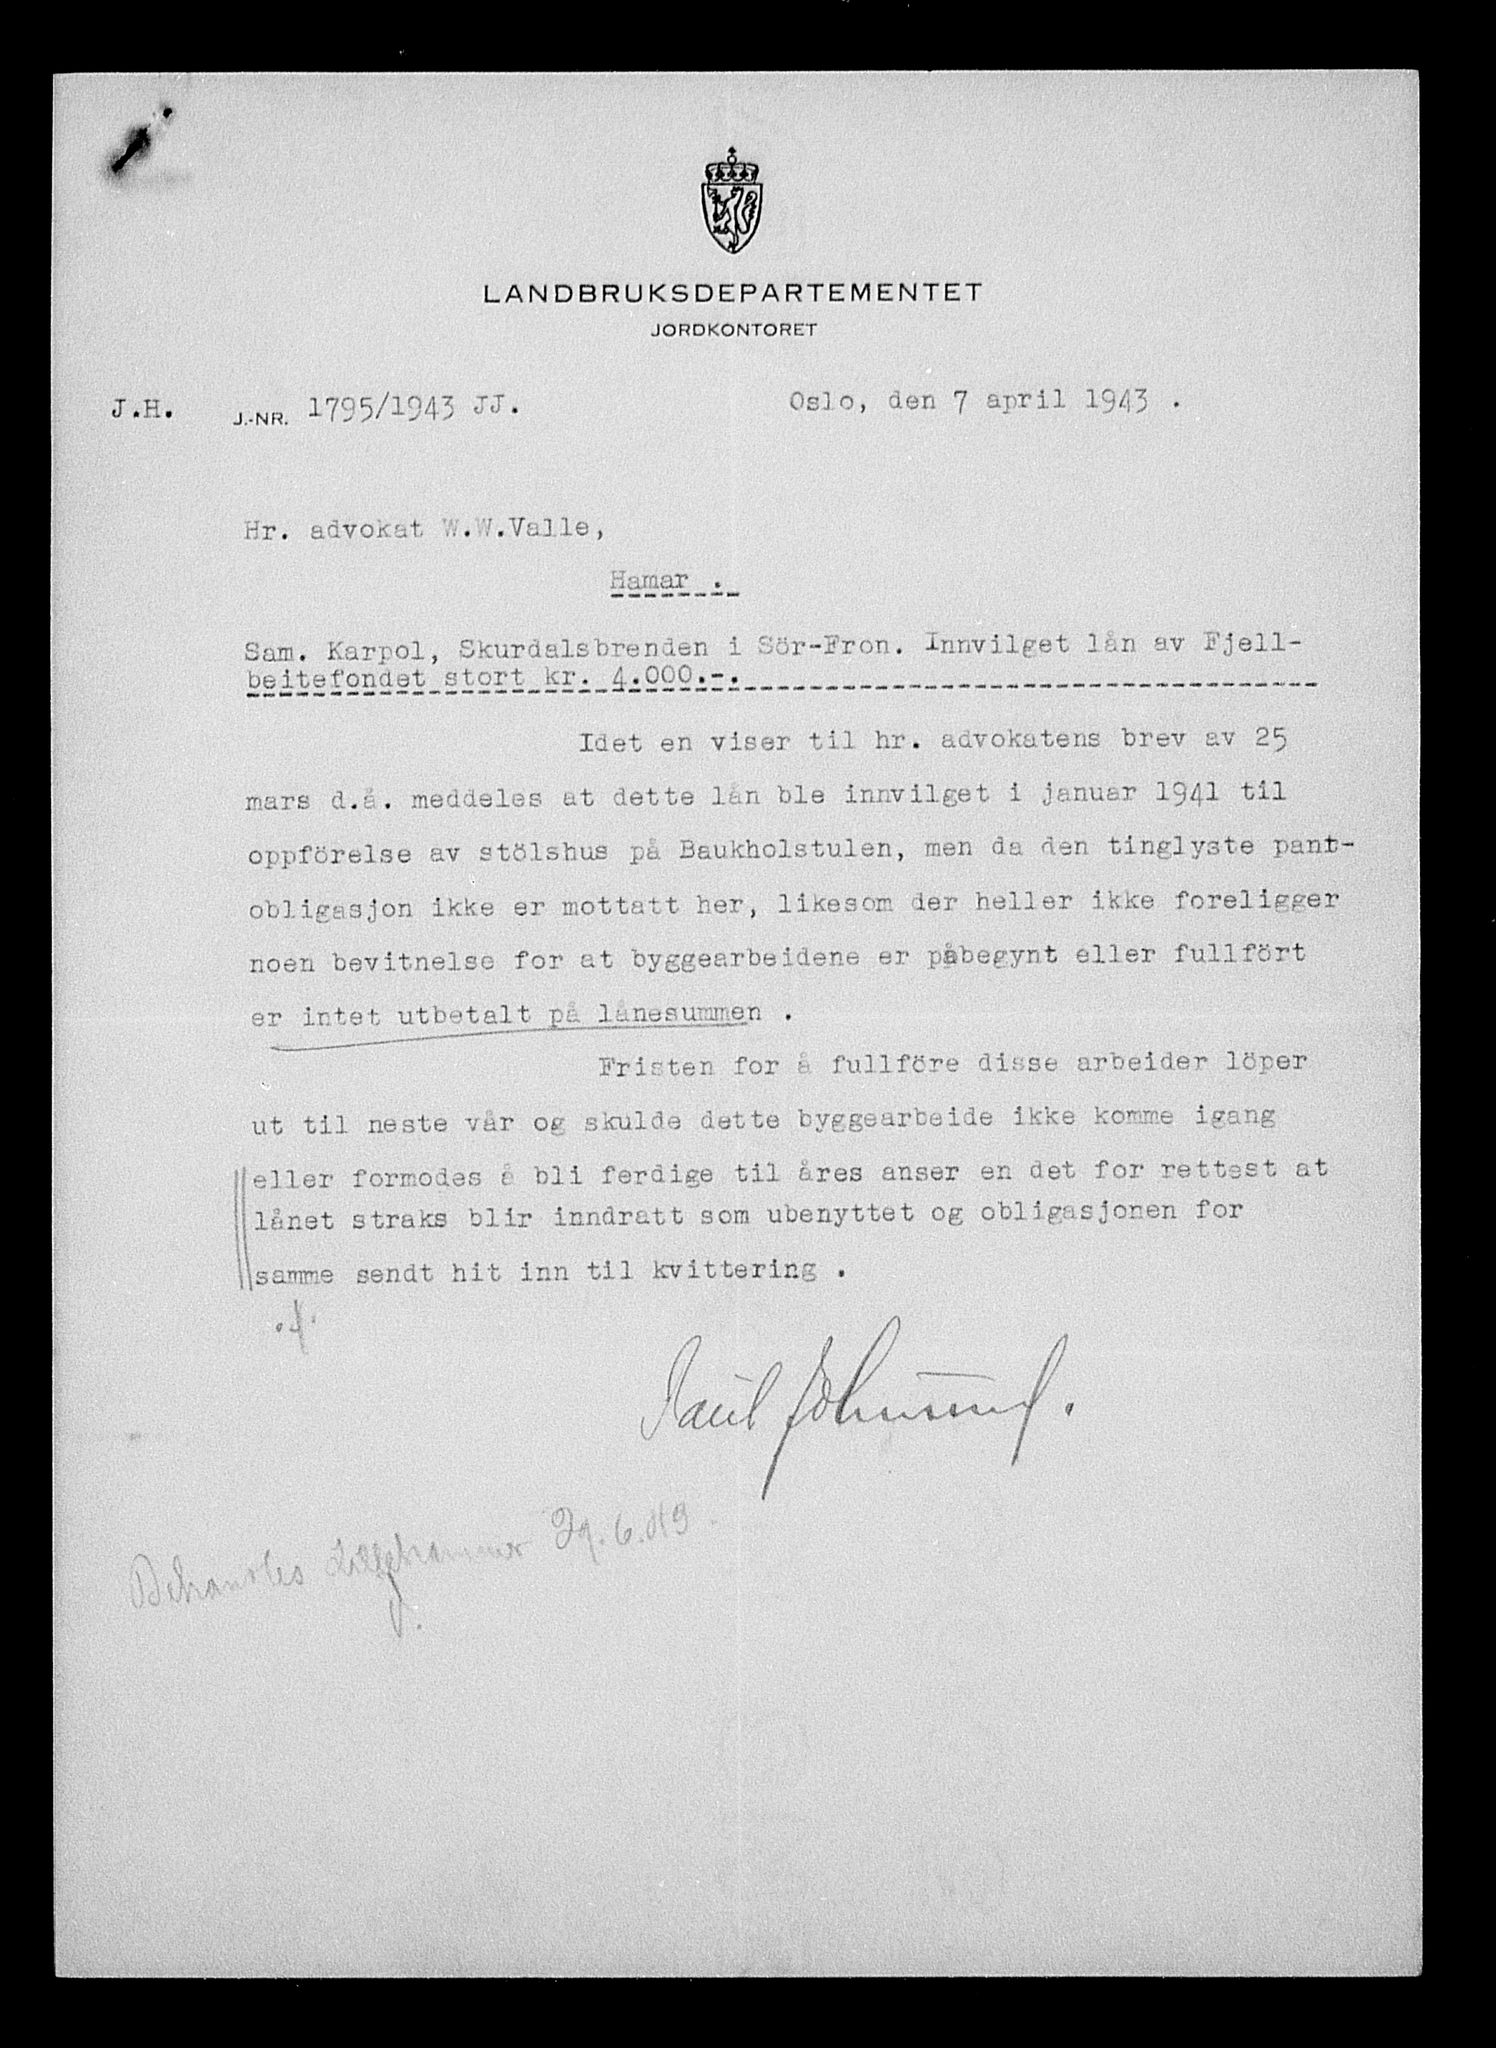 LANDBRUKSDEPARTEMENTET
JORDKONTORET
J.H. J.-NR. 1795/1943 JJ. Oslo, den 7 april 1943 .
Hr. advokat W.W.Valle,
Hamar .
Sam. Karpol, Skurdalsbrenden i Sör-Fron. Innvilget lån av Fjell-
beitefondet stort kr. 4.000.-.
Idet en viser til hr. advokatens brev av 25
mars d.å. meddeles at dette lån ble innvilget i januar 1941 til
oppförelse av stölshus på Baukholstulen, men da den tinglyste pant-
obligasjon ikke er mottatt her, likesom der heller ikke foreligger
noen bevitnelse for at byggearbeidene er påbegynt eller fullfört
er intet utbetalt på lånesummen .
Fristen for å fullföre disse arbeider löper
ut til neste vår og skulde dette byggearbeide ikke komme igang
eller formodes å bli ferdige til åres anser en det for rettest at
lånet straks blir inndratt som ubenyttet og obligasjonen for
samme sendt hit inn til kvittering .
Paul
Lillehammer